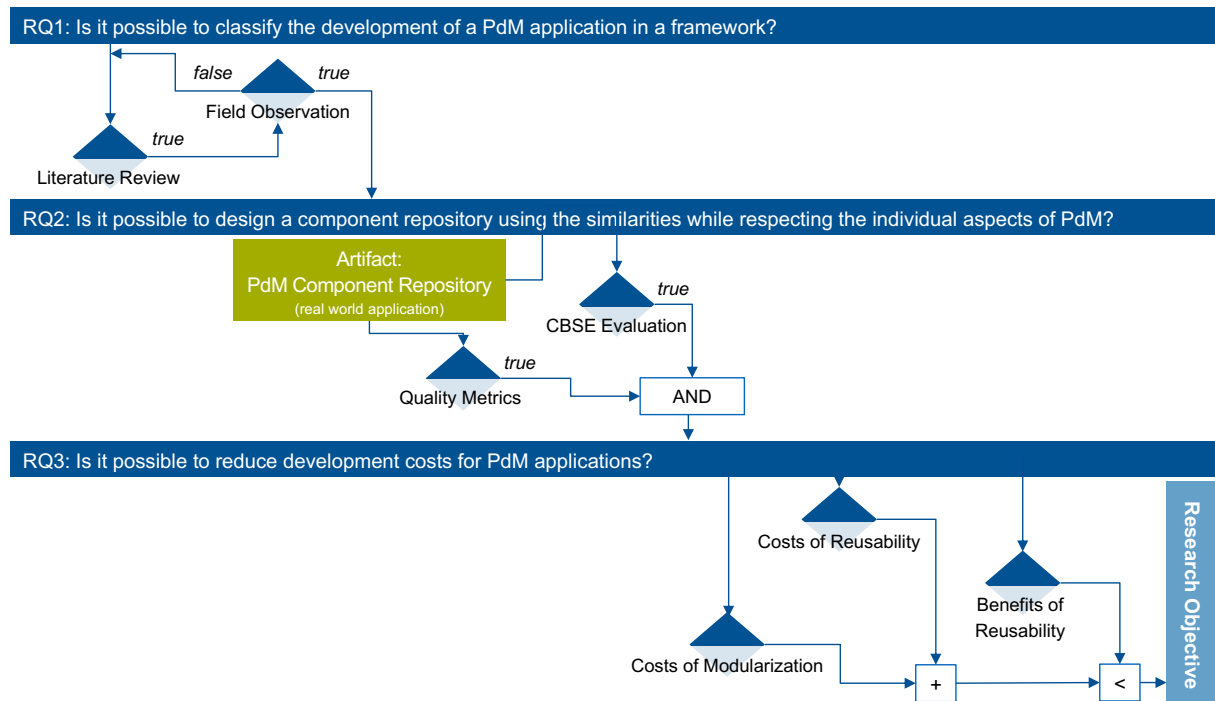 RQ1: Is it possible to classify the development of a PdM application in a framework?
false
true
Field Observation
true
Literature Review
RQ2: Is it possible to design a component repository using the similarities while respecting the individual aspects of PdM?
Artifact:
PdM Component Repository
(real world application)
true
CBSE Evaluation
true
Quality Metrics
AND
RQ3: Is it possible to reduce development costs for PdM applications?
Costs of Reusability
Benefits of
Reusability
Costs of Modularization
+
<
Research Objective